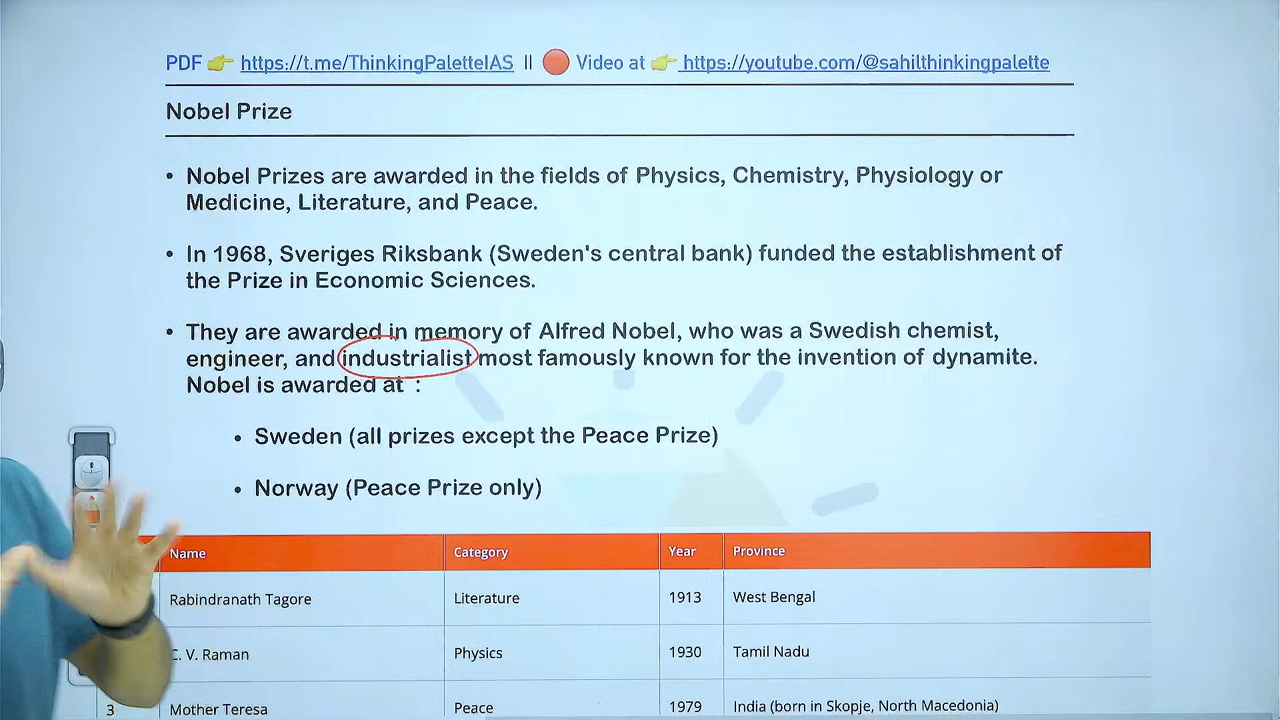 PDF 👉 https://t.me/ThinkingPaletteIAS || 🔴 Video at 👉 https://youtube.com/@sahilthinkingpalette
Nobel Prize
• Nobel Prizes are awarded in the fields of Physics, Chemistry, Physiology or
Medicine, Literature, and Peace.
• In 1968, Sveriges Riksbank (Sweden's central bank) funded the establishment of
the Prize in Economic Sciences.
• They are awarded in memory of Alfred Nobel, who was a Swedish chemist,
engineer, and industrialist most famously known for the invention of dynamite.
Nobel is awarded at :
• Sweden (all prizes except the Peace Prize)
• Norway (Peace Prize only)
Name Category Year Province
Rabindranath Tagore Literature 1913 West Bengal
C. V. Raman Physics 1930 Tamil Nadu
3 Mother Teresa Peace 1979 India (born in Skopje, North Macedonia)